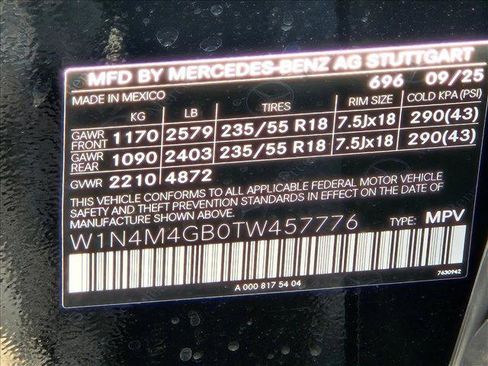 MFD BY MERCEDES-BENZ AG STUTTGART
MADE IN MEXICO 696 09/25
KG LB TIRES RIM SIZE COLD KPA (PSI)
GAWR FRONT 1170 2579 235/55 R18 7.5Jx18 290(43)
GAWR REAR 1090 2403 235/55 R18 7.5Jx18 290(43)
GVWR 2210 4872
THIS VEHICLE CONFORMS TO ALL APPLICABLE FEDERAL MOTOR VEHICLE
SAFETY AND THEFT PREVENTION STANDARDS IN EFFECT ON THE DATE OF
MANUFACTURE SHOWN ABOVE.
W1N4M4GB0TW457776 TYPE: MPV
A 000 817 54 04 7630942